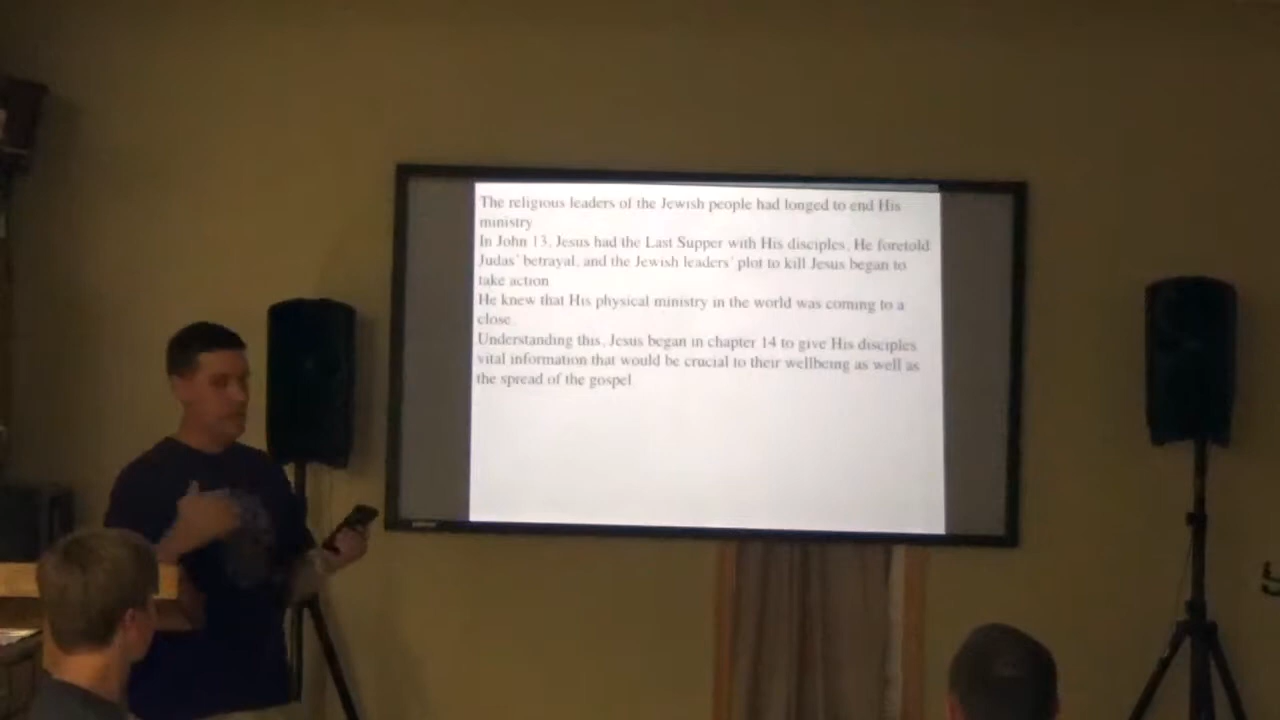 The religious leaders of the Jewish people had longed to end His
ministry
In John 13, Jesus had the Last Supper with His disciples, He foretold
Judas' betrayal, and the Jewish leaders' plot to kill Jesus began to
take action
He knew that His physical ministry in the world was coming to a
close.
Understanding this, Jesus began in chapter 14 to give His disciples
vital information that would be crucial to their wellbeing as well as
the spread of the gospel